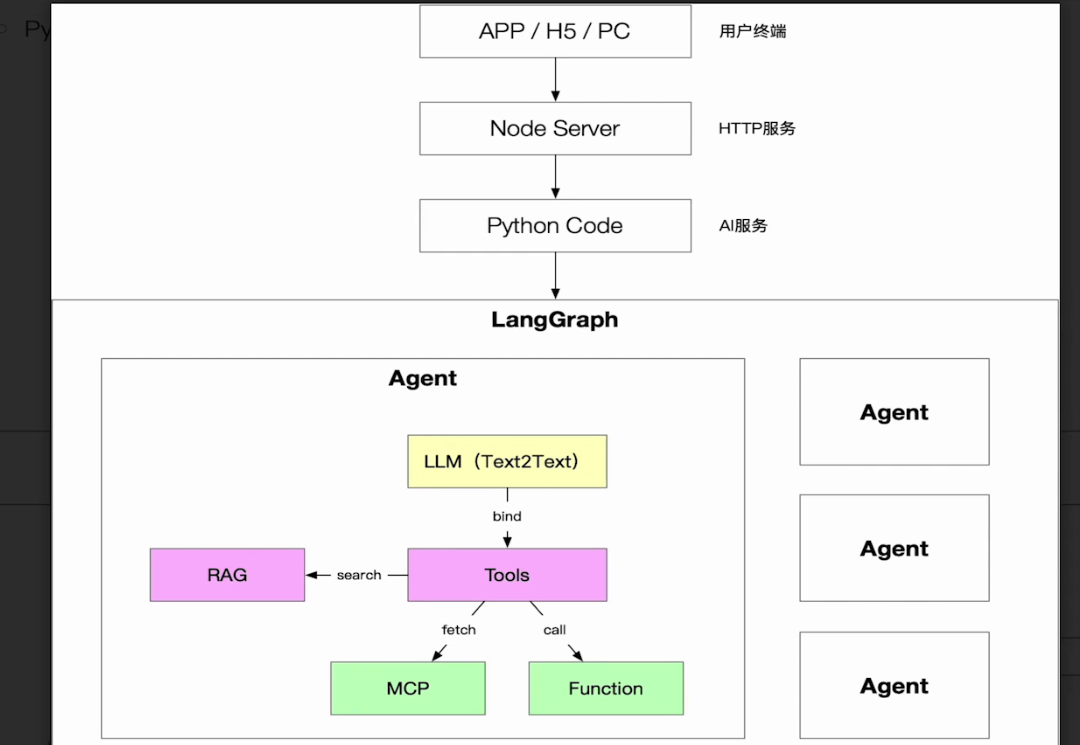 Py
APP / H5 / PC
用户终端
Node Server
HTTP服务
Python Code
AI服务
LangGraph
Agent
LLM（Text2Text）
bind
RAG
search
Tools
fetch
call
MCP
Function
Agent
Agent
Agent